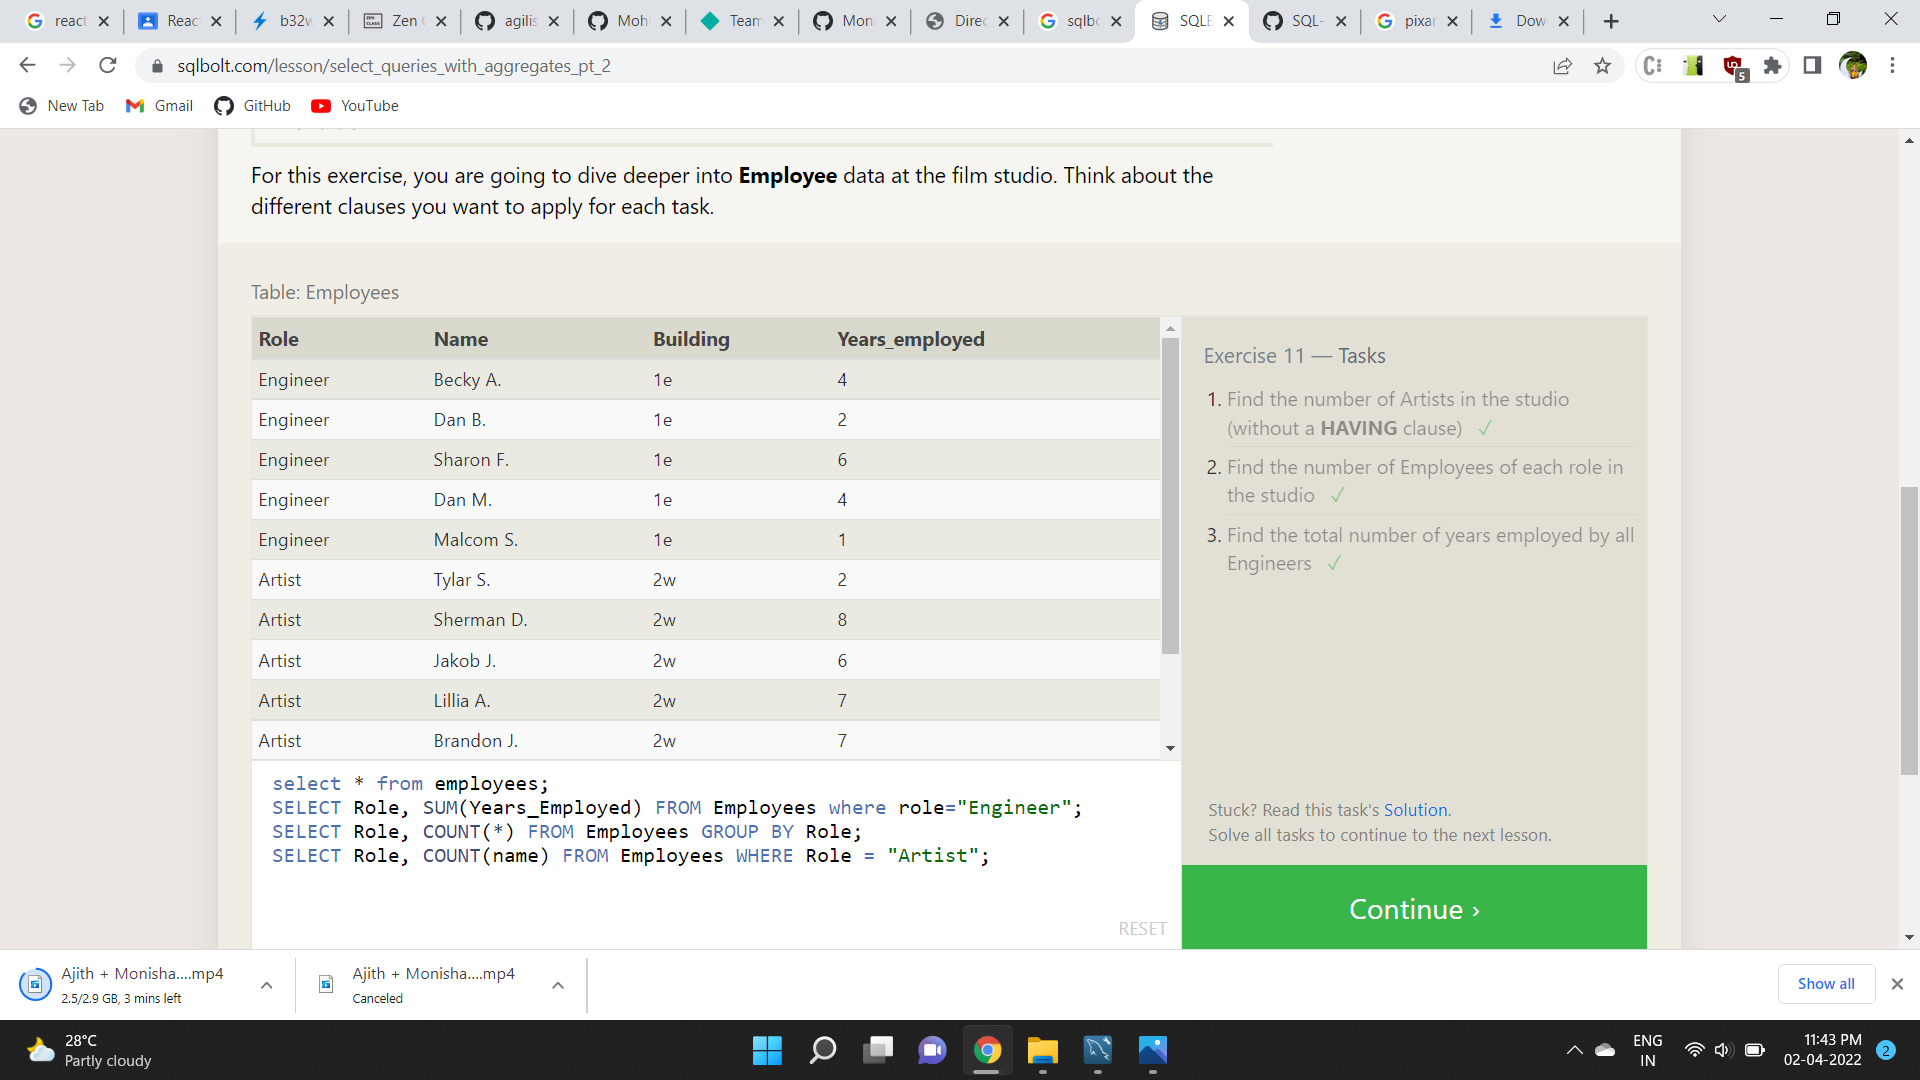 react
Reac
b32w
Zen
agilis
Moh
Team
Mon
Direc
sqlbo
SQLB
SQL-
pixar
Dow
sqlbolt.com/lesson/select_queries_with_aggregates_pt_2
5
New Tab
Gmail
GitHub
YouTube
For this exercise, you are going to dive deeper into Employee data at the film studio. Think about the
different clauses you want to apply for each task.
Table: Employees
Role Name Building Years_employed
Engineer Becky A. 1e 4
Engineer Dan B. 1e 2
Engineer Sharon F. 1e 6
Engineer Dan M. 1e 4
Engineer Malcom S. 1e 1
Artist Tylar S. 2w 2
Artist Sherman D. 2w 8
Artist Jakob J. 2w 6
Artist Lillia A. 2w 7
Artist Brandon J. 2w 7
select * from employees;
SELECT Role, SUM(Years_Employed) FROM Employees where role="Engineer";
SELECT Role, COUNT(*) FROM Employees GROUP BY Role;
SELECT Role, COUNT(name) FROM Employees WHERE Role = "Artist";
RESET
Exercise 11 — Tasks
1. Find the number of Artists in the studio
(without a HAVING clause) ✓
2. Find the number of Employees of each role in
the studio ✓
3. Find the total number of years employed by all
Engineers ✓
Stuck? Read this task's Solution.
Solve all tasks to continue to the next lesson.
Continue ›
Ajith + Monisha....mp4
2.5/2.9 GB, 3 mins left
Ajith + Monisha....mp4
Canceled
Show all
28°C
Partly cloudy
ENG
IN
11:43 PM
02-04-2022
2